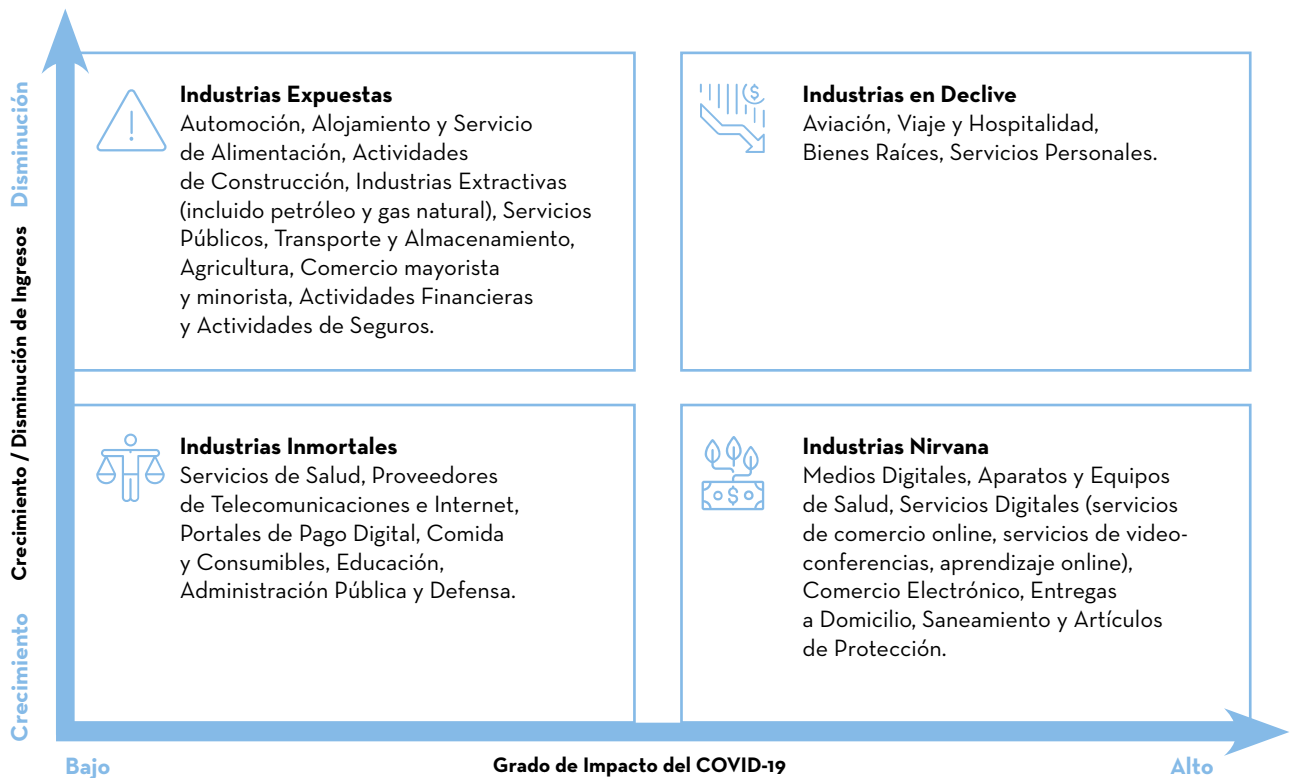 Disminución
Crecimiento / Disminución de Ingresos
Crecimiento
Industrias Expuestas
Automoción, Alojamiento y Servicio
de Alimentación, Actividades
de Construcción, Industrias Extractivas
(incluido petróleo y gas natural), Servicios
Públicos, Transporte y Almacenamiento,
Agricultura, Comercio mayorista
y minorista, Actividades Financieras
y Actividades de Seguros.
Industrias en Declive
Aviación, Viaje y Hospitalidad,
Bienes Raíces, Servicios Personales.
Industrias Inmortales
Servicios de Salud, Proveedores
de Telecomunicaciones e Internet,
Portales de Pago Digital, Comida
y Consumibles, Educación,
Administración Pública y Defensa.
Industrias Nirvana
Medios Digitales, Aparatos y Equipos
de Salud, Servicios Digitales (servicios
de comercio online, servicios de video-
conferencias, aprendizaje online),
Comercio Electrónico, Entregas
a Domicilio, Saneamiento y Artículos
de Protección.
Bajo
Grado de Impacto del COVID-19
Alto